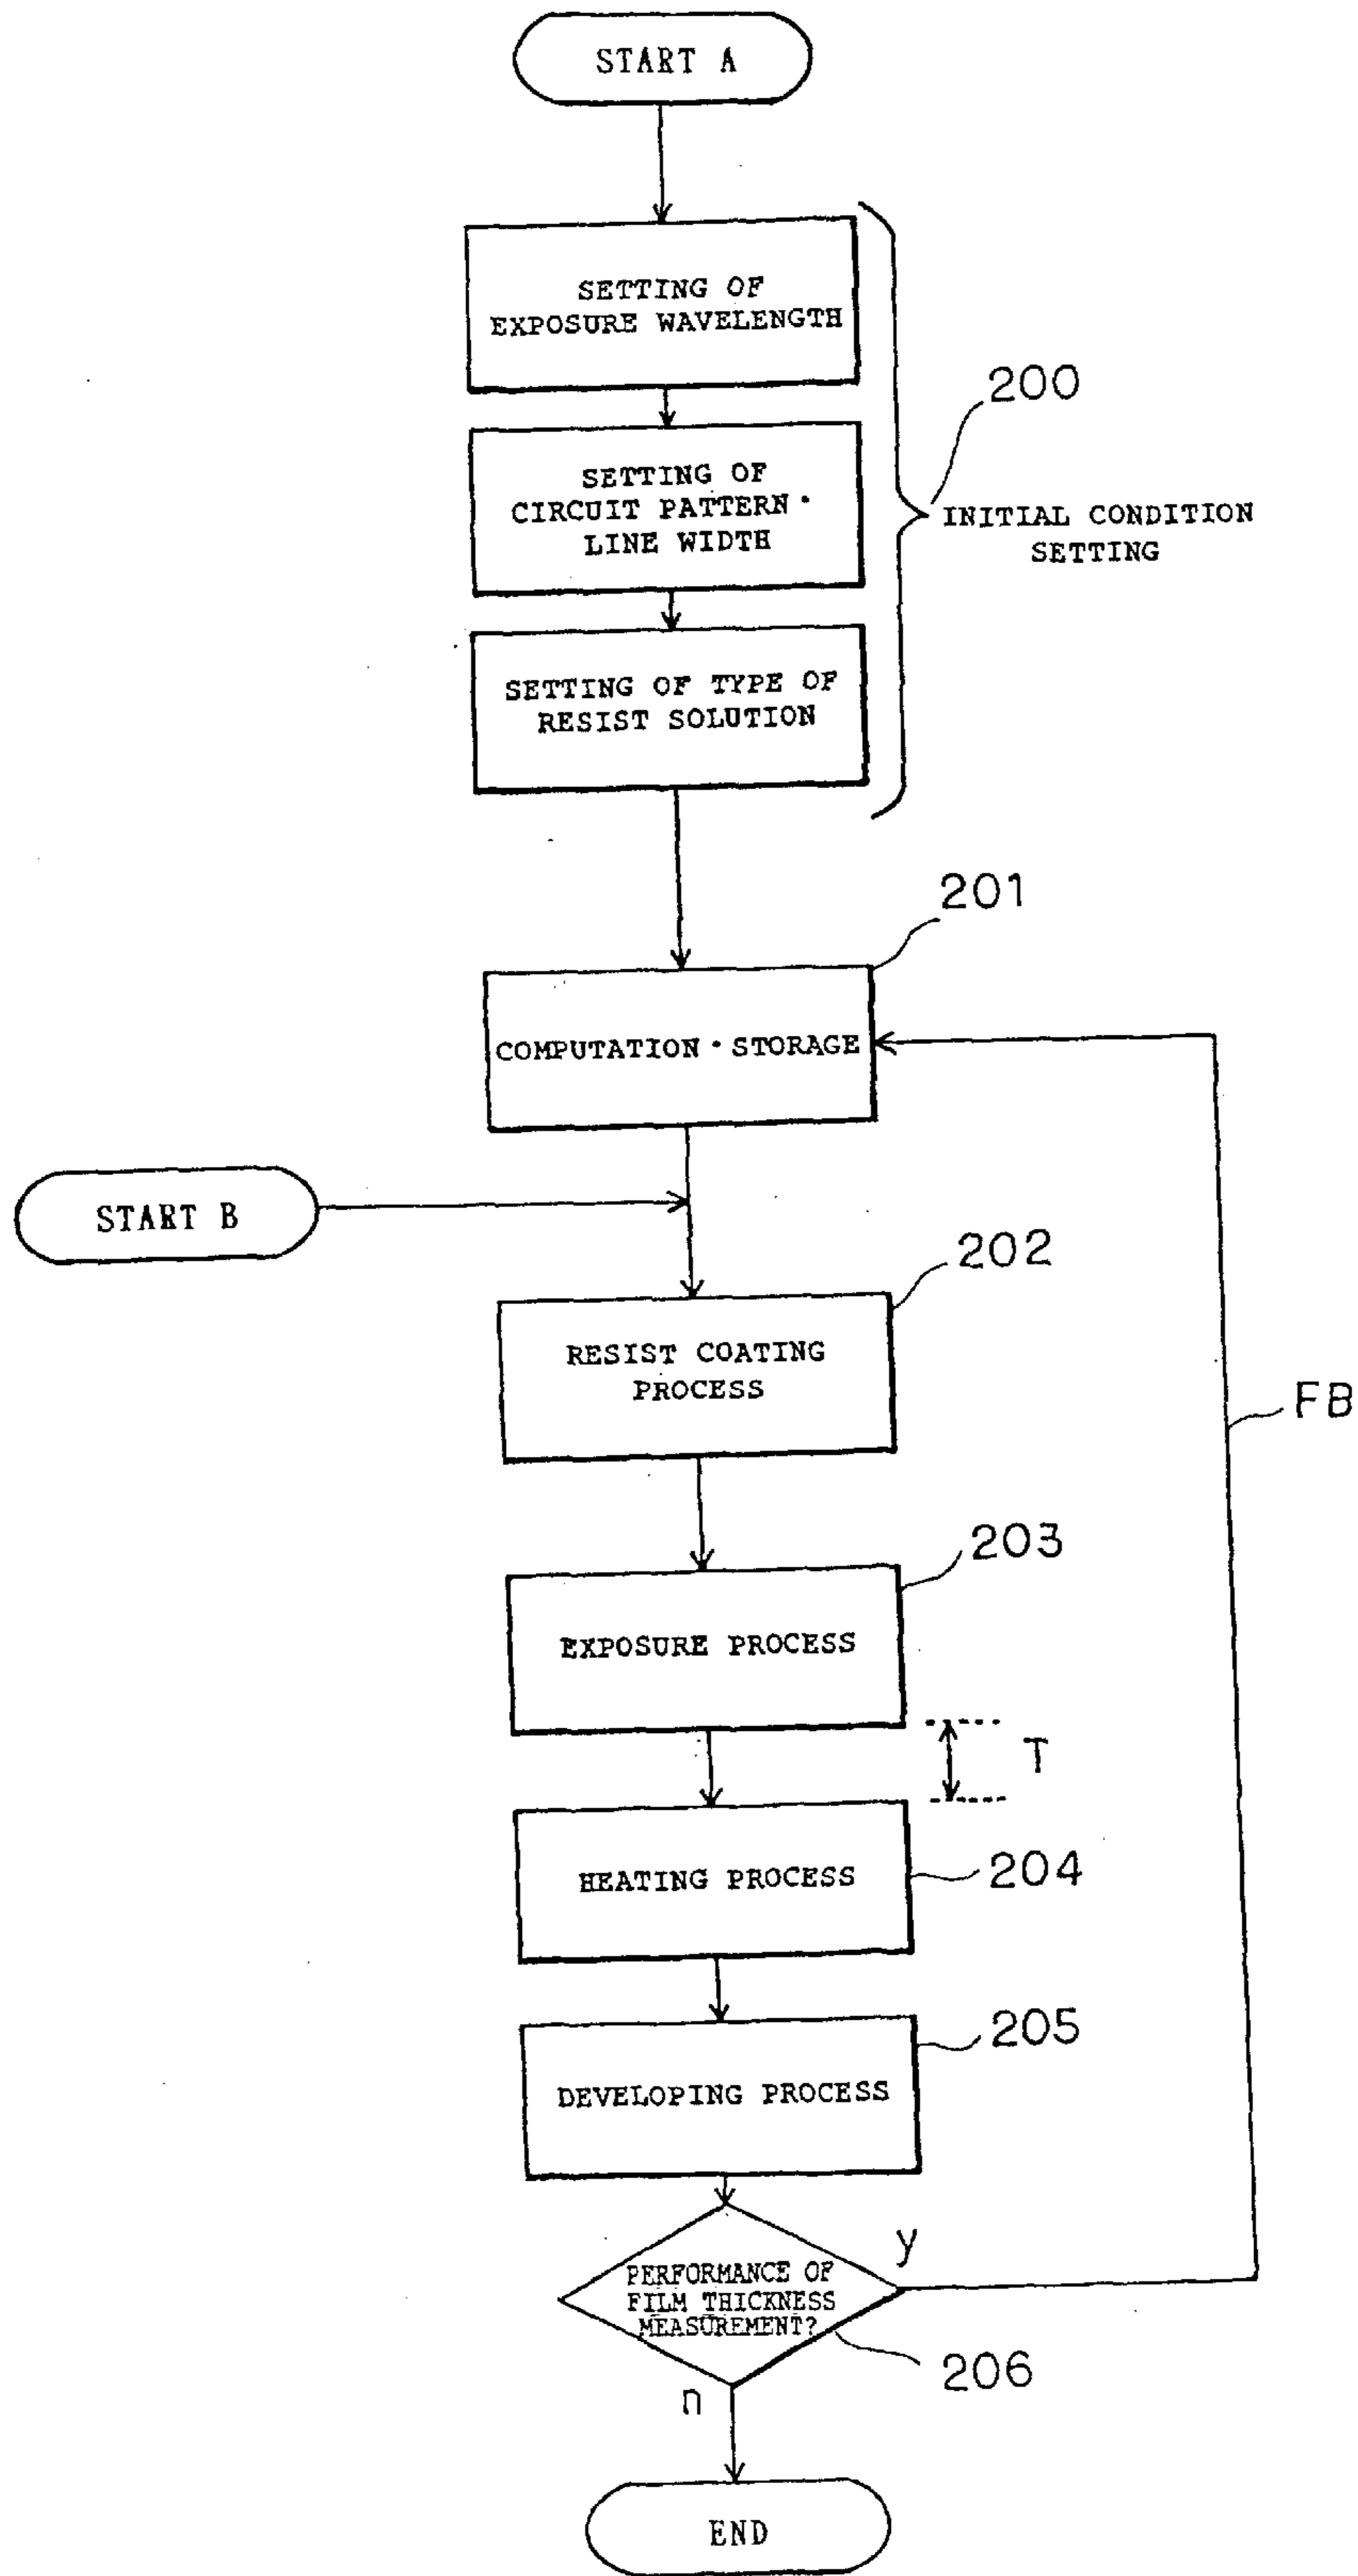 START A
SETTING OF
EXPOSURE WAVELENGTH
SETTING OF
CIRCUIT PATTERN・
LINE WIDTH
200
INITIAL CONDITION
SETTING
SETTING OF TYPE OF
RESIST SOLUTION
201
COMPUTATION・STORAGE
START B
202
RESIST COATING
PROCESS
FB
203
EXPOSURE PROCESS
T
HEATING PROCESS
204
205
DEVELOPING PROCESS
y
PERFORMANCE OF
FILM THICKNESS
MEASUREMENT?
206
n
END